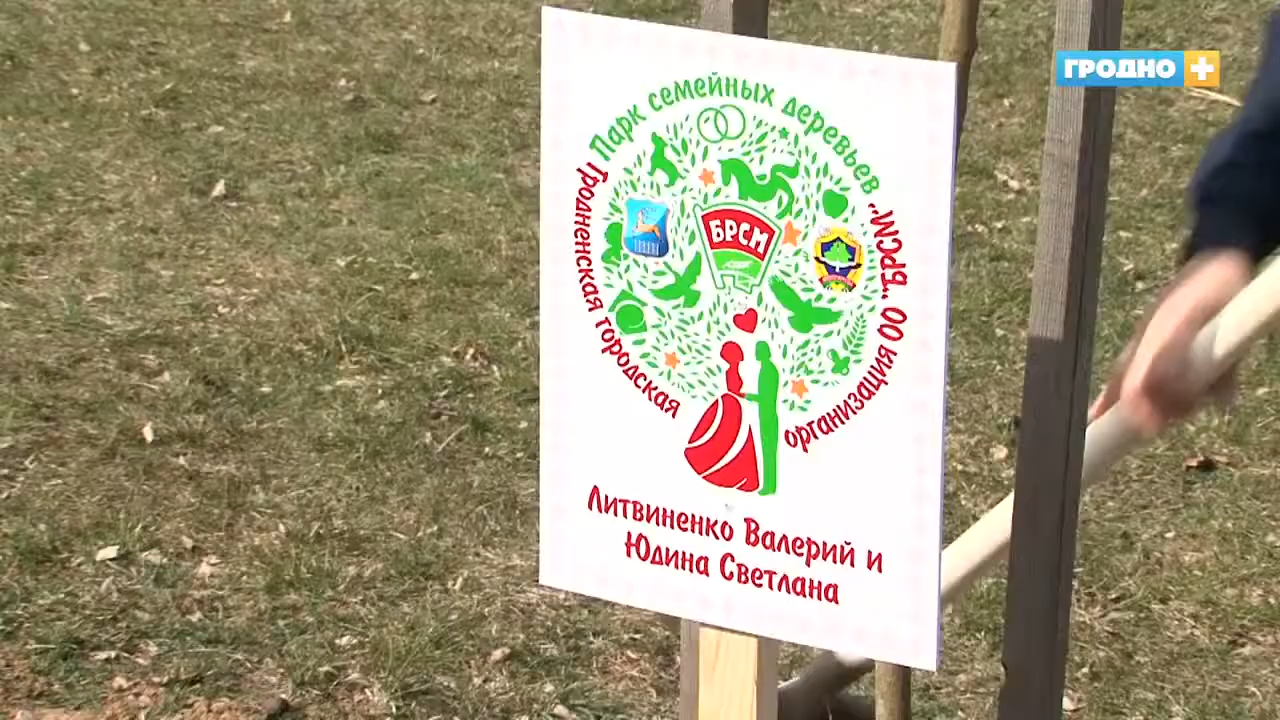 ГРОДНО +
Парк семейных деревьев
Гродненская городская организация ОО "БРСМ"
БРСМ
Литвиненко Валерий и
Юдина Светлана